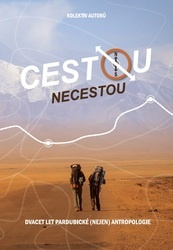 KOLEKTIV AUTORŮ
CESTOU
NECESTOU
DVACET LET PARDUBICKÉ (NEJEN) ANTROPOLOGIE